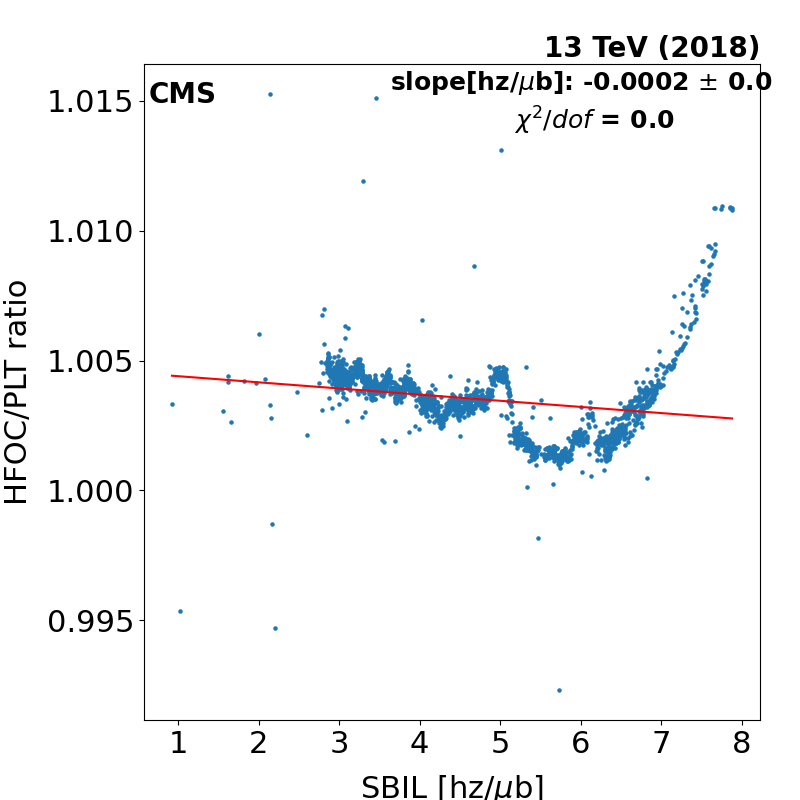 13 TeV (2018)
CMS
slope[hz/μb]: -0.0002 ± 0.0
χ²/dof = 0.0
1.015
1.010
1.005
1.000
0.995
HFOC/PLT ratio
1 2 3 4 5 6 7 8
SBIL [hz/μb]